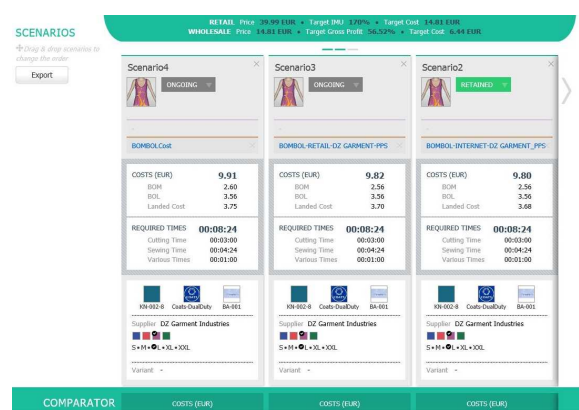 SCENARIOS
Drag & drop scenarios to
change the order
Export
RETAIL Price 39.99 EUR • Target IMU 170% • Target Cost 14.81 EUR
WHOLESALE Price 14.81 EUR • Target Gross Profit 56.52% • Target Cost 6.44 EUR
Scenario4
ONGOING
-
BOMBOLCost
COSTS (EUR) 9.91
BOM 2.60
BOL 3.56
Landed Cost 3.75
REQUIRED TIMES 00:08:24
Cutting Time 00:03:00
Sewing Time 00:04:24
Various Times 00:01:00
KN-002-8 Coats-DualDuty BA-001
Supplier DZ Garment Industries
S•M•L•XL•XXL
Variant -
Scenario3
ONGOING
-
BOMBOL-RETAIL-DZ GARMENT-PPS
COSTS (EUR) 9.82
BOM 2.56
BOL 3.56
Landed Cost 3.70
REQUIRED TIMES 00:08:24
Cutting Time 00:03:00
Sewing Time 00:04:24
Various Times 00:01:00
KN-002-8 Coats-DualDuty BA-001
Supplier DZ Garment Industries
S•M•L•XL•XXL
Variant -
Scenario2
RETAINED
-
BOMBOL-INTERNET-DZ GARMENT_PPS
COSTS (EUR) 9.80
BOM 2.56
BOL 3.56
Landed Cost 3.68
REQUIRED TIMES 00:08:24
Cutting Time 00:03:00
Sewing Time 00:04:24
Various Times 00:01:00
KN-002-8 Coats-DualDuty BA-001
Supplier DZ Garment Industries
S•M•L•XL•XXL
Variant -
COMPARATOR COSTS (EUR) COSTS (EUR) COSTS (EUR)